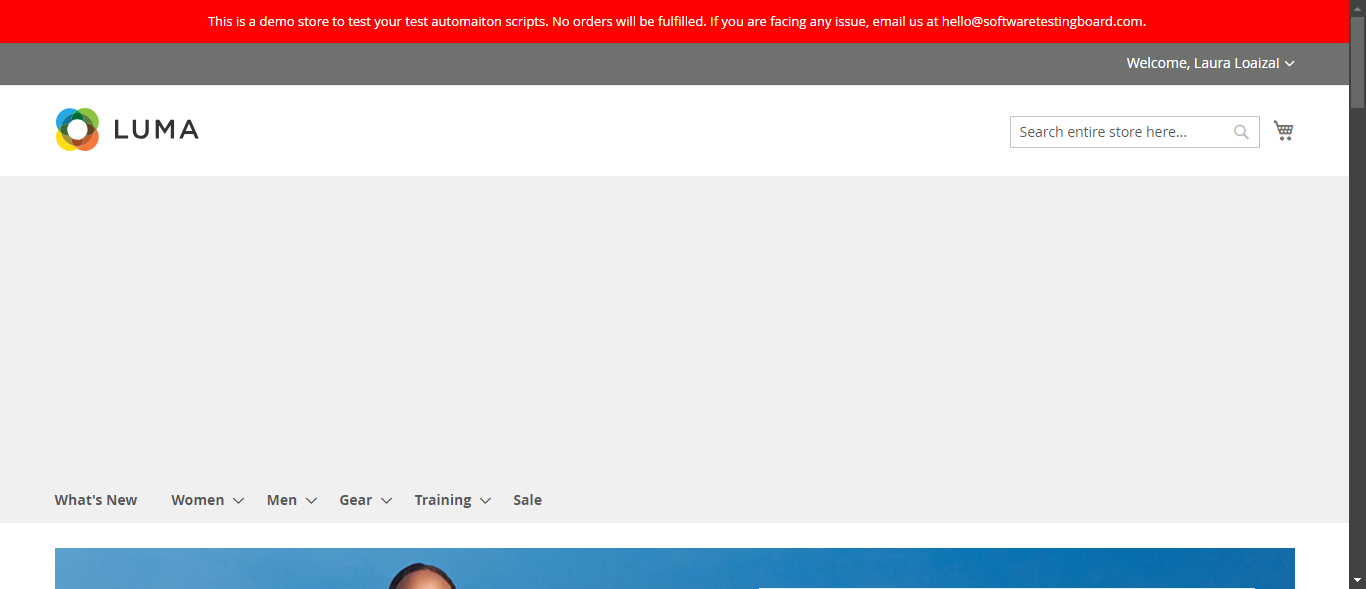 This is a demo store to test your test automaiton scripts. No orders will be fulfilled. If you are facing any issue, email us at hello@softwaretestingboard.com.
Welcome, Laura Loaiza!
LUMA
Search entire store here...
What's New Women Men Gear Training Sale